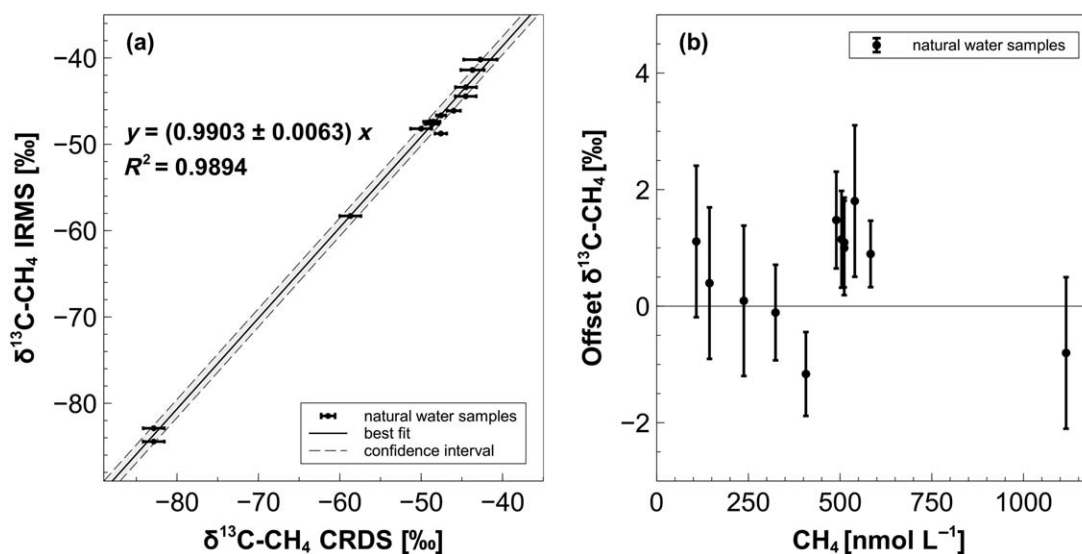 (a)
y = (0.9903 ± 0.0063) x
R² = 0.9894
δ¹³C-CH₄ IRMS [‰]
−40
−50
−60
−70
−80
natural water samples
best fit
confidence interval
−80 −70 −60 −50 −40
δ¹³C-CH₄ CRDS [‰]
(b)
natural water samples
Offset δ¹³C-CH₄ [‰]
4
2
0
−2
0 250 500 750 1000
CH₄ [nmol L⁻¹]